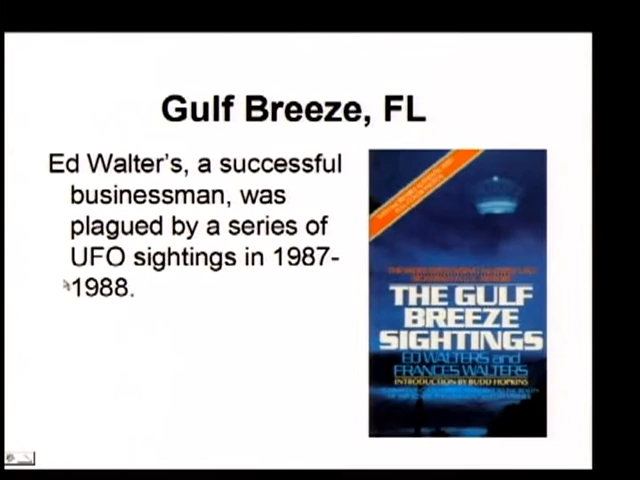 Gulf Breeze, FL
Ed Walter's, a successful
businessman, was
plagued by a series of
UFO sightings in 1987-
1988.
THE GULF
BREEZE
SIGHTINGS
ED WALTERS and
FRANCES WALTERS
INTRODUCTION BY BUDD HOPKINS